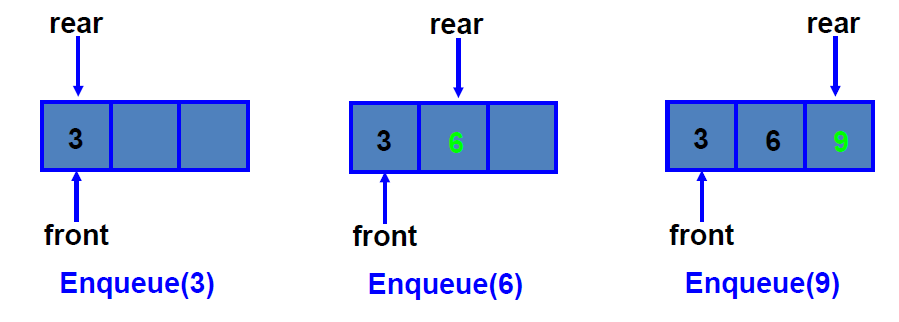 rear
rear
rear
3
3 6
3 6 9
front
front
front
Enqueue(3)
Enqueue(6)
Enqueue(9)